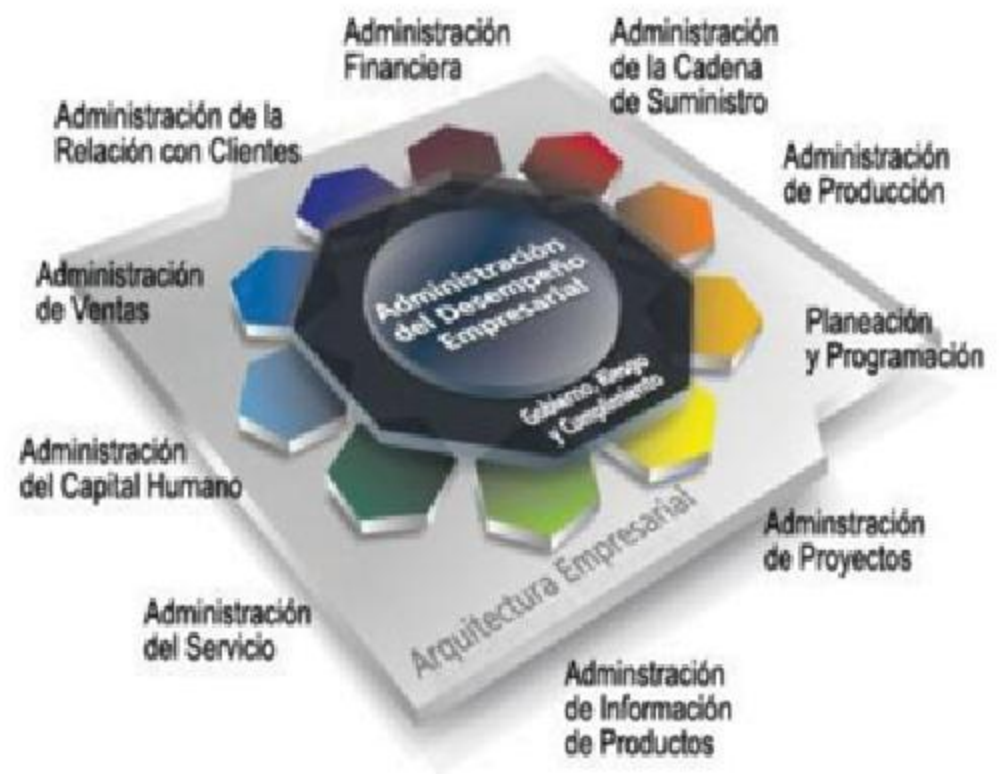 Administración
Financiera
Administración
de la Cadena
de Suministro
Administración de la
Relación con Clientes
Administración
de Producción
Administración
de Ventas
Administración
del Desempeño
Empresarial
Planeación
y Programación
Gobierno, Riesgo
y Cumplimiento
Administración
del Capital Humano
Adminstración
de Proyectos
Arquitectura Empresarial
Administración
del Servicio
Adminstración
de Información
de Productos